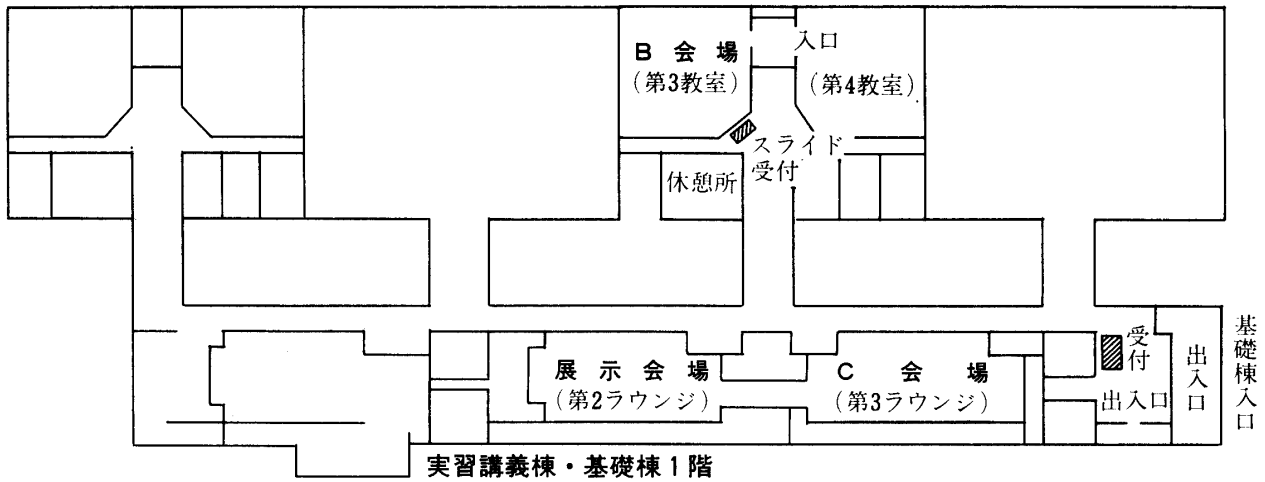 B会場
(第3教室)
入口
(第4教室)
スライド
受付
休憩所
展示会場
(第2ラウンジ)
C会場
(第3ラウンジ)
受付
出入口
出入口
基礎棟入口
実習講義棟・基礎棟1階